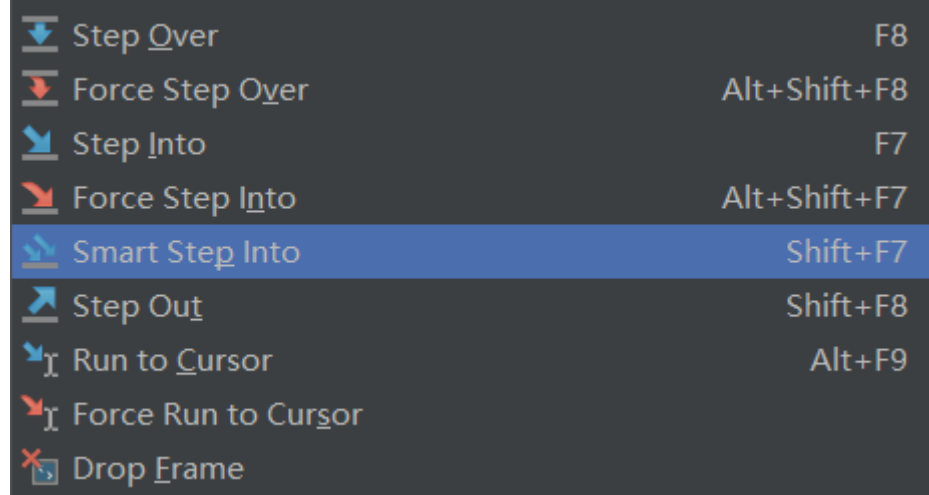 Step Over F8
Force Step Over Alt+Shift+F8
Step Into F7
Force Step Into Alt+Shift+F7
Smart Step Into Shift+F7
Step Out Shift+F8
Run to Cursor Alt+F9
Force Run to Cursor
Drop Frame